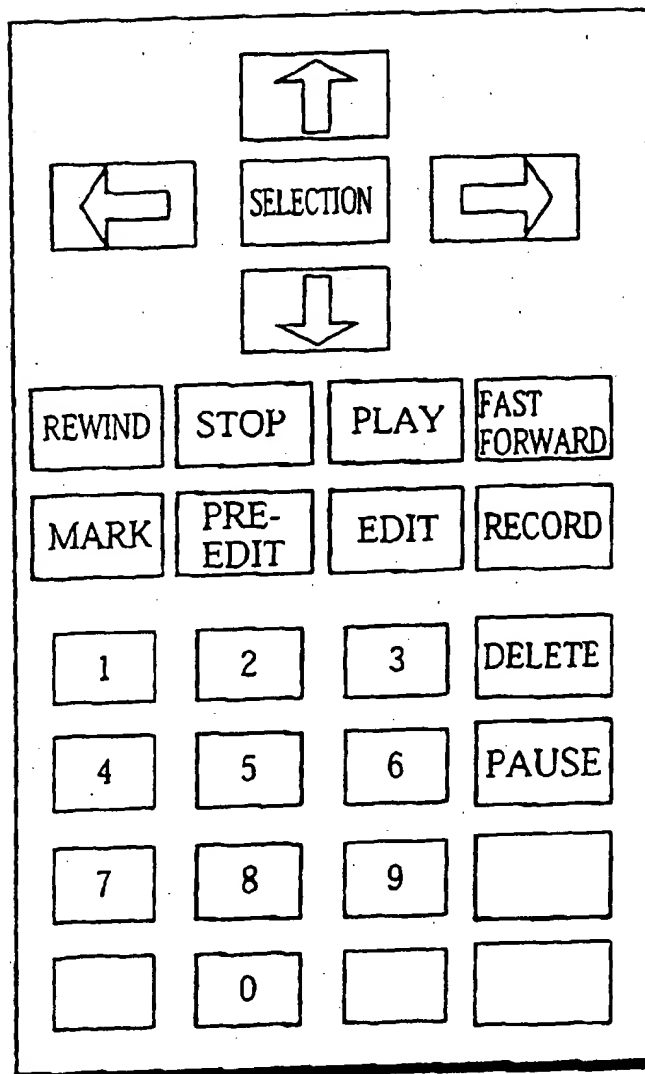 SELECTION
REWIND STOP PLAY FAST FORWARD
MARK PRE-EDIT EDIT RECORD
1 2 3 DELETE
4 5 6 PAUSE
7 8 9
0